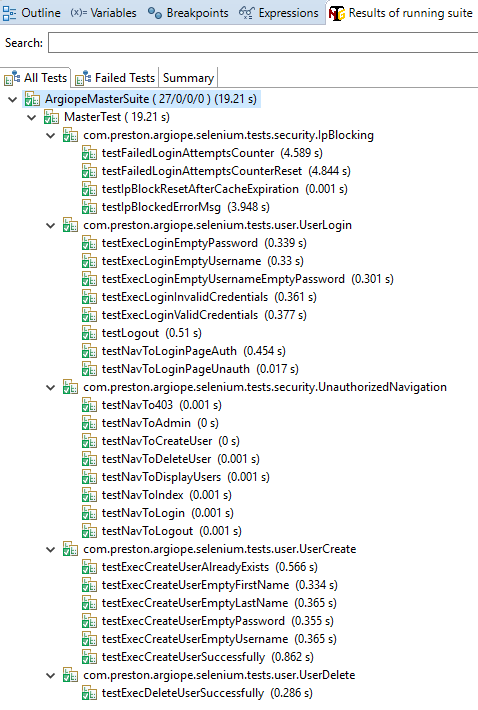 Outline (x)= Variables Breakpoints Expressions Results of running suite
Search:
All Tests Failed Tests Summary
ArgiopeMasterSuite ( 27/0/0/0 ) (19.21 s)
MasterTest ( 19.21 s)
com.preston.argiope.selenium.tests.security.IpBlocking
testFailedLoginAttemptsCounter (4.589 s)
testFailedLoginAttemptsCounterReset (4.844 s)
testIpBlockResetAfterCacheExpiration (0.001 s)
testIpBlockedErrorMsg (3.948 s)
com.preston.argiope.selenium.tests.user.UserLogin
testExecLoginEmptyPassword (0.339 s)
testExecLoginEmptyUsername (0.33 s)
testExecLoginEmptyUsernameEmptyPassword (0.301 s)
testExecLoginInvalidCredentials (0.361 s)
testExecLoginValidCredentials (0.377 s)
testLogout (0.51 s)
testNavToLoginPageAuth (0.454 s)
testNavToLoginPageUnauth (0.017 s)
com.preston.argiope.selenium.tests.security.UnauthorizedNavigation
testNavTo403 (0.001 s)
testNavToAdmin (0 s)
testNavToCreateUser (0 s)
testNavToDeleteUser (0.001 s)
testNavToDisplayUsers (0.001 s)
testNavToIndex (0.001 s)
testNavToLogin (0.001 s)
testNavToLogout (0.001 s)
com.preston.argiope.selenium.tests.user.UserCreate
testExecCreateUserAlreadyExists (0.566 s)
testExecCreateUserEmptyFirstName (0.334 s)
testExecCreateUserEmptyLastName (0.365 s)
testExecCreateUserEmptyPassword (0.355 s)
testExecCreateUserEmptyUsername (0.365 s)
testExecCreateUserSuccessfully (0.862 s)
com.preston.argiope.selenium.tests.user.UserDelete
testExecDeleteUserSuccessfully (0.286 s)